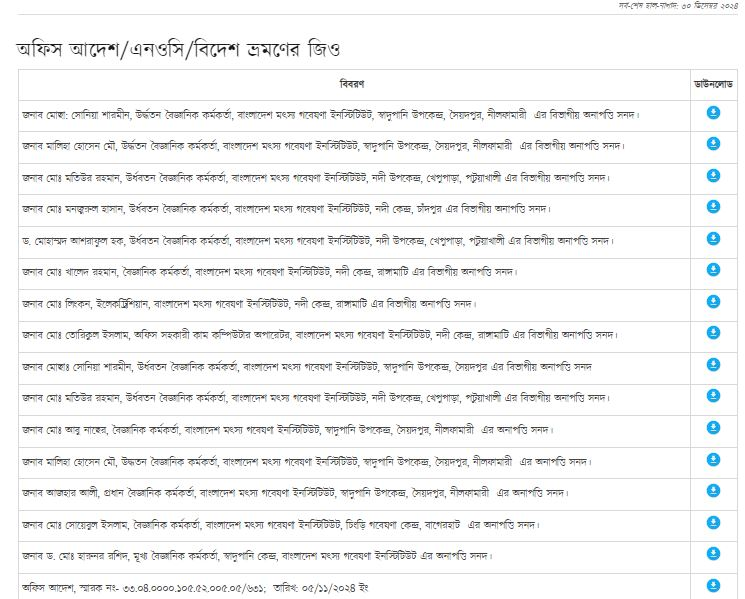 সর্ব-শেষ হাল-নাগাদ: ৩০ ডিসেম্বর ২০২৪
অফিস আদেশ/এনওসি/বিদেশ ভ্রমণের জিও
বিবরণ ডাউনলোড
জনাব মোছা: সোনিয়া শারমীন, উর্দ্ধতন বৈজ্ঞানিক কর্মকর্তা, বাংলাদেশ মৎস্য গবেষণা ইনস্টিটিউট, স্বাদুপানি উপকেন্দ্র, সৈয়দপুর, নীলফামারী এর বিভাগীয় অনাপত্তি সনদ।
জনাব মালিহা হোসেন মৌ, উর্দ্ধতন বৈজ্ঞানিক কর্মকর্তা, বাংলাদেশ মৎস্য গবেষণা ইনস্টিটিউট, স্বাদুপানি উপকেন্দ্র, সৈয়দপুর, নীলফামারী এর বিভাগীয় অনাপত্তি সনদ।
জনাব মোঃ মতিউর রহমান, উর্ধবতন বৈজ্ঞানিক কর্মকর্তা, বাংলাদেশ মৎস্য গবেষণা ইনস্টিটিউট, নদী উপকেন্দ্র, খেপুপাড়া, পটুয়াখালী এর বিভাগীয় অনাপত্তি সনদ।
জনাব মোঃ মনজুরুল হাসান, উর্ধবতন বৈজ্ঞানিক কর্মকর্তা, বাংলাদেশ মৎস্য গবেষণা ইনস্টিটিউট, নদী কেন্দ্র, চাঁদপুর এর বিভাগীয় অনাপত্তি সনদ।
ড. মোহাম্মদ আশরাফুল হক, উর্ধবতন বৈজ্ঞানিক কর্মকর্তা, বাংলাদেশ মৎস্য গবেষণা ইনস্টিটিউট, নদী উপকেন্দ্র, খেপুপাড়া, পটুয়াখালী এর বিভাগীয় অনাপত্তি সনদ।
জনাব মোঃ খালেদ রহমান, বৈজ্ঞানিক কর্মকর্তা, বাংলাদেশ মৎস্য গবেষণা ইনস্টিটিউট, নদী কেন্দ্র, রাঙ্গামাটি এর বিভাগীয় অনাপত্তি সনদ।
জনাব মোঃ লিংকন, ইলেকট্রিশিয়ান, বাংলাদেশ মৎস্য গবেষণা ইনস্টিটিউট, নদী কেন্দ্র, রাঙ্গামাটি এর বিভাগীয় অনাপত্তি সনদ।
জনাব মোঃ তোরিকুল ইসলাম, অফিস সহকারী কাম কম্পিউটার অপারেটর, বাংলাদেশ মৎস্য গবেষণা ইনস্টিটিউট, নদী কেন্দ্র, রাঙ্গামাটি এর বিভাগীয় অনাপত্তি সনদ।
জনাব মোছাঃ সোনিয়া শারমীন, উর্ধবতন বৈজ্ঞানিক কর্মকর্তা, বাংলাদেশ মৎস্য গবেষণা ইনস্টিটিউট, স্বাদুপানি উপকেন্দ্র, সৈয়দপুর এর বিভাগীয় অনাপত্তি সনদ
জনাব মোঃ মতিউর রহমান, উর্ধবতন বৈজ্ঞানিক কর্মকর্তা, বাংলাদেশ মৎস্য গবেষণা ইনস্টিটিউট, নদী উপকেন্দ্র, খেপুপাড়া, পটুয়াখালী এর বিভাগীয় অনাপত্তি সনদ।
জনাব মোঃ আবু নাছের, বৈজ্ঞানিক কর্মকর্তা, বাংলাদেশ মৎস্য গবেষণা ইনস্টিটিউট, স্বাদুপানি উপকেন্দ্র, সৈয়দপুর, নীলফামারী এর অনাপত্তি সনদ।
জনাব মালিহা হোসেন মৌ, উদ্ধতন বৈজ্ঞানিক কর্মকর্তা, বাংলাদেশ মৎস্য গবেষণা ইনস্টিটিউট, স্বাদুপানি উপকেন্দ্র, সৈয়দপুর, নীলফামারী এর অনাপত্তি সনদ।
জনাব আজহার আলী, প্রধান বৈজ্ঞানিক কর্মকর্তা, বাংলাদেশ মৎস্য গবেষণা ইনস্টিটিউট, স্বাদুপানি উপকেন্দ্র, সৈয়দপুর, নীলফামারী এর অনাপত্তি সনদ।
জনাব মোঃ সোয়েবুল ইসলাম, বৈজ্ঞানিক কর্মকর্তা, বাংলাদেশ মৎস্য গবেষণা ইনস্টিটিউট, চিংড়ি গবেষণা কেন্দ্র, বাগেরহাট এর অনাপত্তি সনদ।
জনাব ড. মোঃ হারুনর রশিদ, মূখ্য বৈজ্ঞানিক কর্মকর্তা, স্বাদুপানি কেন্দ্র, বাংলাদেশ মৎস্য গবেষণা ইনস্টিটিউট এর অনাপত্তি সনদ।
অফিস আদেশ, স্মারক নং- ৩৩.০৪.০০০০.১০৫.৫২.০০৫.০৫/৬৩১; তারিখ: ০৫/১১/২০২৪ ইং